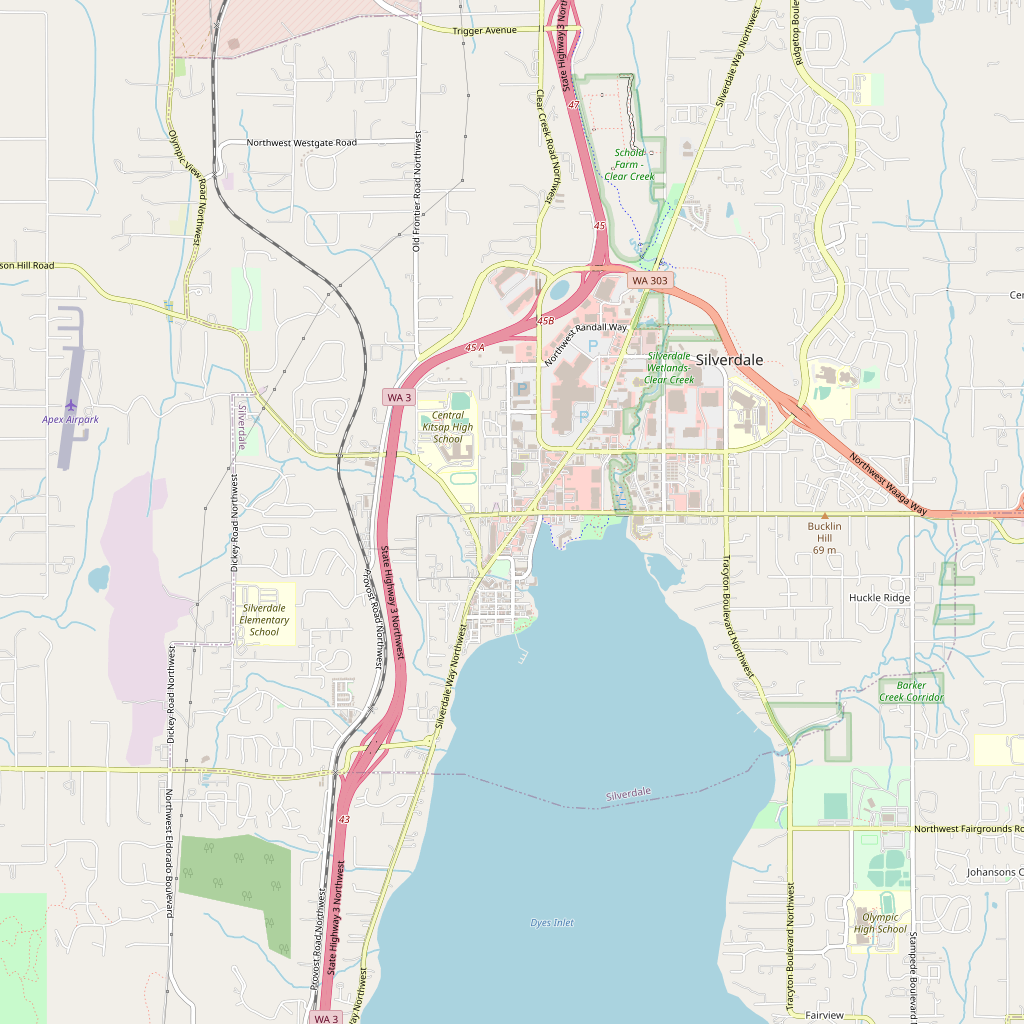 Trigger Avenue
State Highway 3 North
Silverdale Way Northwest
Ridgetop Boulev
47
Clear Creek Road Northwest
Northwest Westgate Road
Olympic View Road Northwest
Old Frontier Road Northwest
Schold
Farm -
Clear Creek
45
son Hill Road
WA 303
Cen
45B
Northwest Randall Way
P
45 A
Silverdale
Silverdale
Wetlands-
Clear Creek
P
P
WA 3
Apex Airpark
Silverdale
Central
Kitsap High
School
Northwest Waaga Way
Dickey Road Northwest
Bucklin
Hill
69 m
State Highway 3 Northwest
Provost Road Northwest
Tracyton Boulevard Northwest
Huckle Ridge
Silverdale
Elementary
School
Silverdale Way Northwest
Dickey Road Northwest
Barker
Creek Corridor
Silverdale
43
Northwest Eldorado Boulevard
Northwest Fairgrounds Ro
Johansons C
State Highway 3 Northwest
Provost Road Northwest
Tracyton Boulevard Northwest
Dyes Inlet
Olympic
High School
Stampede Boulevard N
Way Northwest
WA 3
Fairview